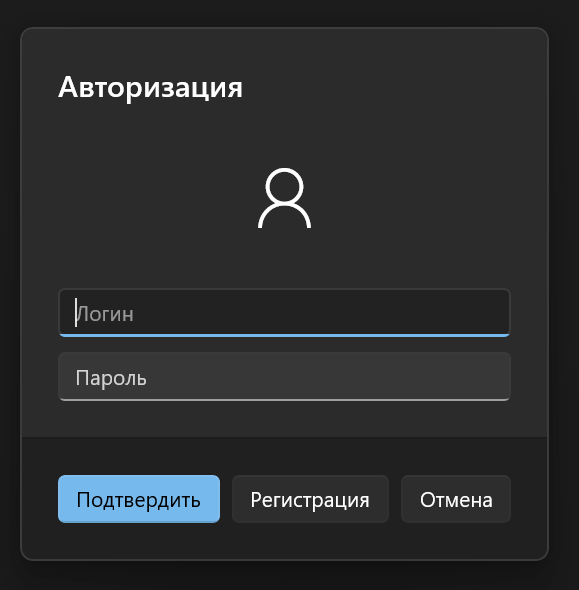 Авторизация
Логин
Пароль
Подтвердить Регистрация Отмена